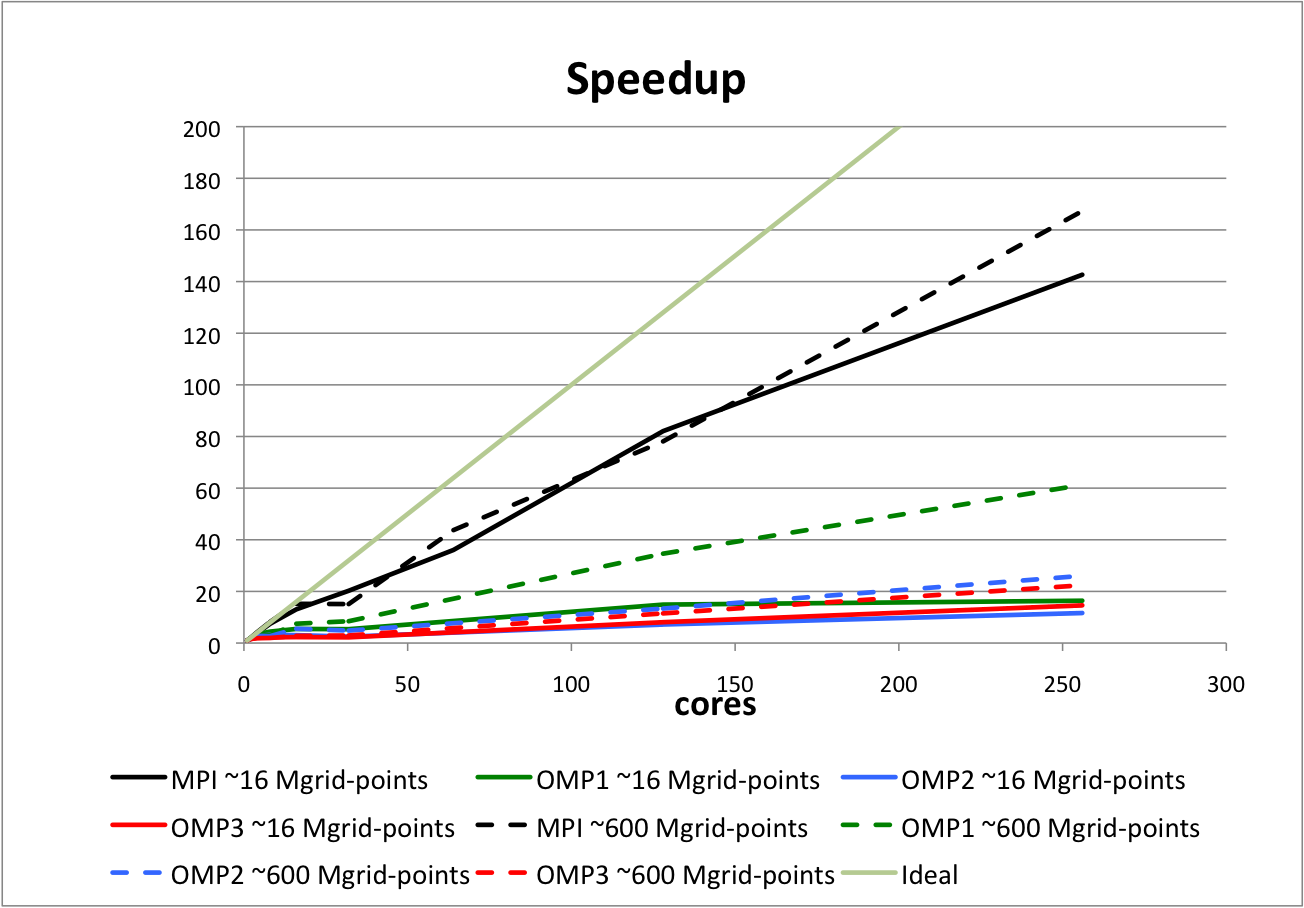 Speedup
200
180
160
140
120
100
80
60
40
20
0
0 50 100 150 200 250 300
cores
MPI ~16 Mgrid-points OMP1 ~16 Mgrid-points OMP2 ~16 Mgrid-points
OMP3 ~16 Mgrid-points MPI ~600 Mgrid-points OMP1 ~600 Mgrid-points
OMP2 ~600 Mgrid-points OMP3 ~600 Mgrid-points Ideal